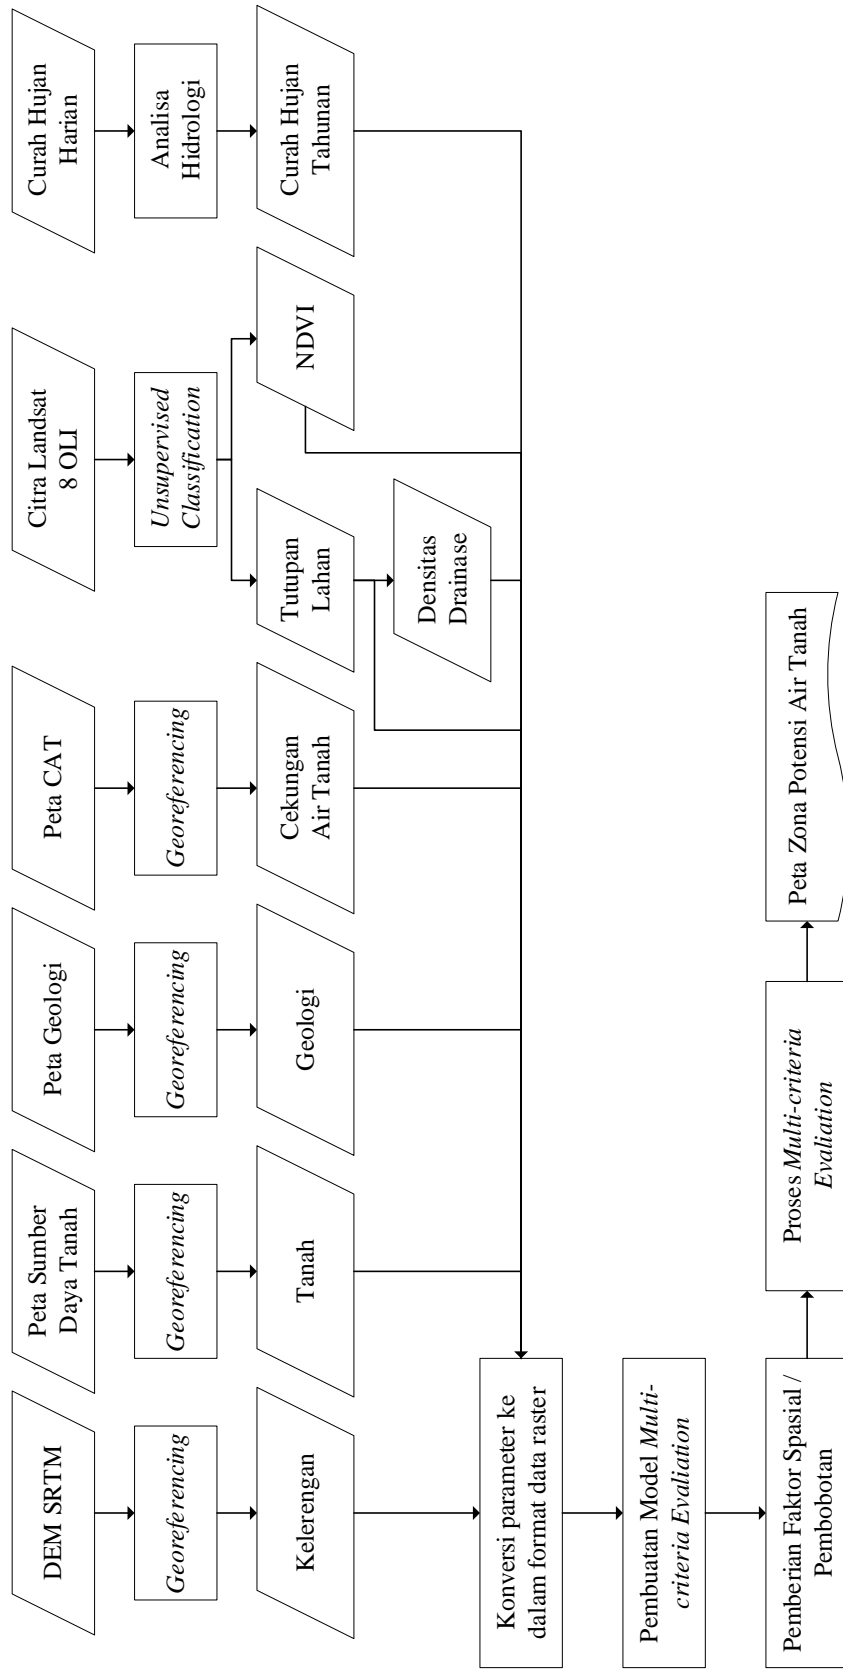 DEM SRTM
Peta Sumber
Daya Tanah
Peta Geologi
Peta CAT
Citra Landsat
8 OLI
Curah Hujan
Harian
Georeferencing
Georeferencing
Georeferencing
Georeferencing
Unsupervised
Classification
Analisa
Hidrologi
Kelerengan
Tanah
Geologi
Cekungan
Air Tanah
Tutupan
Lahan
NDVI
Curah Hujan
Tahunan
Densitas
Drainase
Konversi parameter ke
dalam format data raster
Pembuatan Model Multi-
criteria Evaluation
Pemberian Faktor Spasial /
Pembobotan
Proses Multi-criteria
Evaliation
Peta Zona Potensi Air Tanah